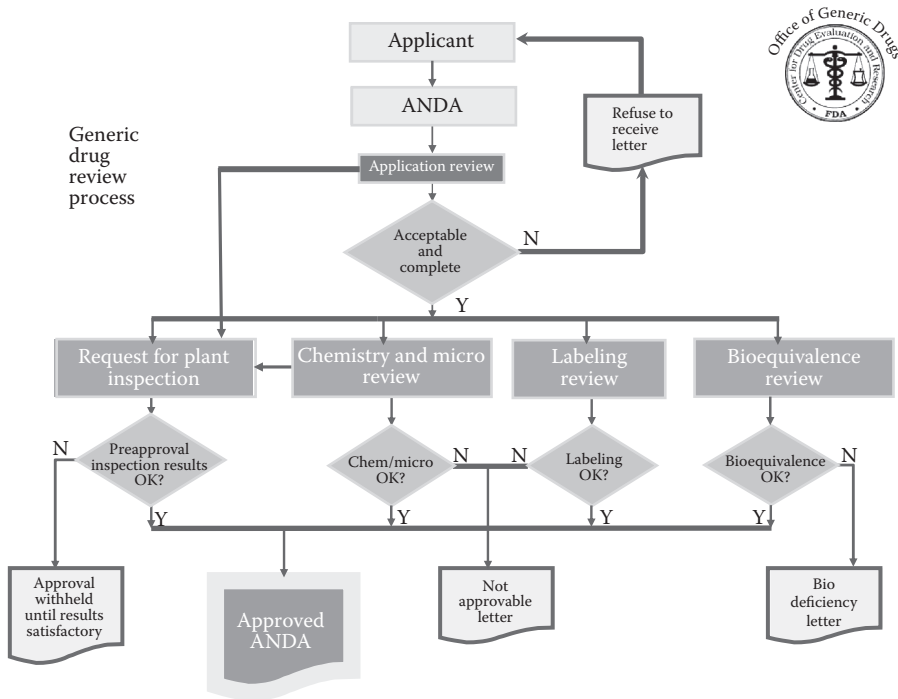 Office of Generic Drugs
Center for Drug Evaluation and Research
FDA
Applicant
ANDA
Refuse to
receive
letter
Generic
drug
review
process
Application review
Acceptable
and
complete
N
Y
Request for plant
inspection
Chemistry and micro
review
Labeling
review
Bioequivalence
review
N
Preapproval
inspection results
OK?
Y
Chem/micro
OK?
N
Y
N
Labeling
OK?
Y
Bioequivalence
OK?
N
Y
Approval
withheld
until results
satisfactory
Approved
ANDA
Not
approvable
letter
Bio
deficiency
letter